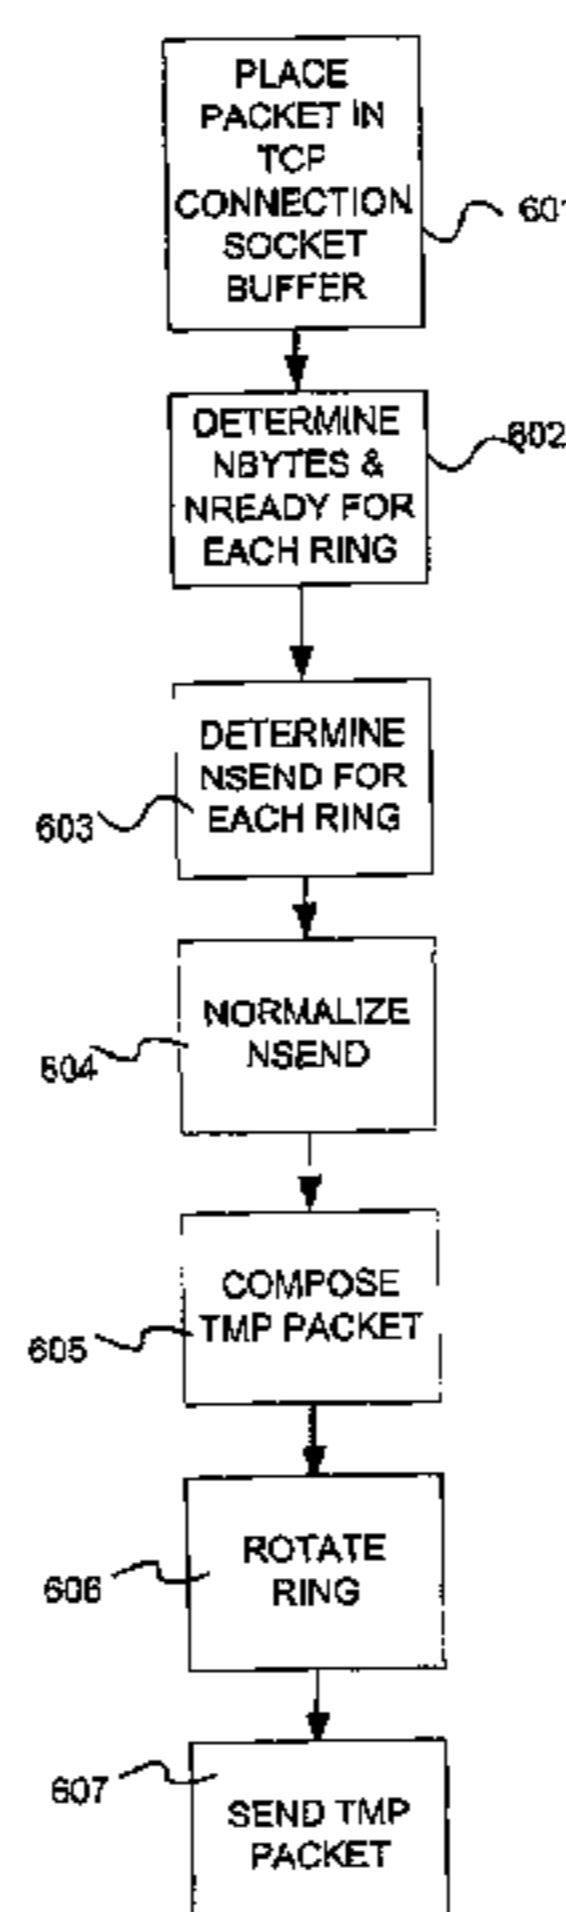 PLACE
PACKET IN
TCP
CONNECTION
SOCKET
BUFFER
601
DETERMINE
NBYTES &
NREADY FOR
EACH RING
602
DETERMINE
NSEND FOR
EACH RING
603
NORMALIZE
NSEND
604
COMPOSE
TMP PACKET
605
ROTATE
RING
606
607
SEND TMP
PACKET